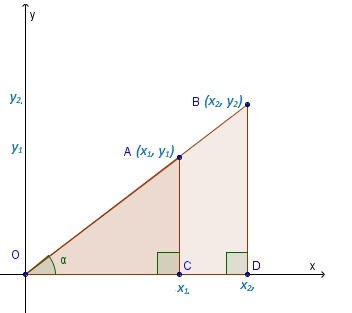 y
y₂,
B (x₂, y₂)
y₁
A (x₁, y₁)
O
α
C
D
x
x₁,
x₂,